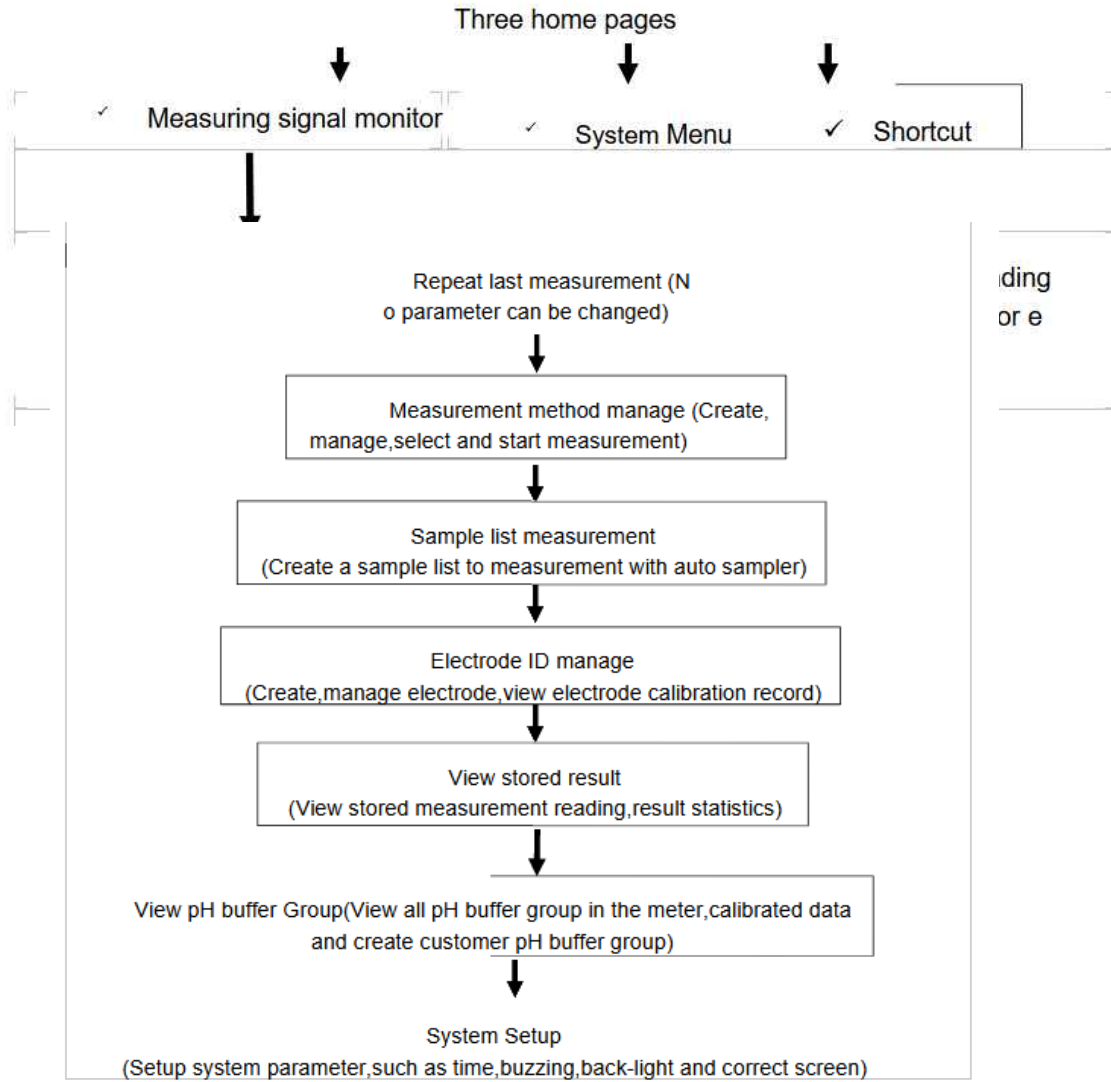 Three home pages
✓ Measuring signal monitor
✓ System Menu
✓ Shortcut
Repeat last measurement (N
o parameter can be changed)
ding
or e
Measurement method manage (Create,
manage,select and start measurement)
Sample list measurement
(Create a sample list to measurement with auto sampler)
Electrode ID manage
(Create,manage electrode,view electrode calibration record)
View stored result
(View stored measurement reading,result statistics)
View pH buffer Group(View all pH buffer group in the meter,calibrated data
and create customer pH buffer group)
System Setup
(Setup system parameter,such as time,buzzing,back-light and correct screen)